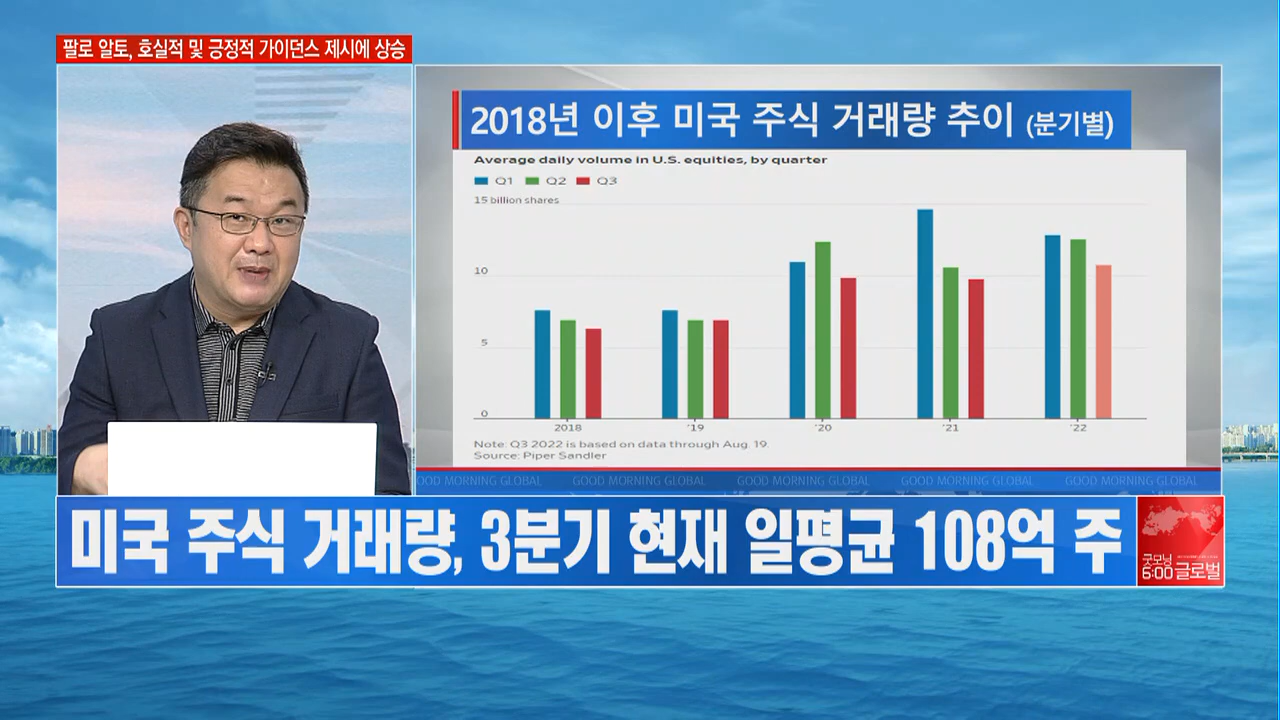 팔로 알토, 호실적 및 긍정적 가이던스 제시에 상승
2018년 이후 미국 주식 거래량 추이 (분기별)
Average daily volume in U.S. equities, by quarter
Q1 Q2 Q3
15 billion shares
10
5
0
2018 '19 '20 '21 '22
Note: Q3 2022 is based on data through Aug. 19.
Source: Piper Sandler
GOOD MORNING GLOBAL GOOD MORNING GLOBAL GOOD MORNING GLOBAL GOOD MORNING GLOBAL GOOD MORNING GLOBAL
미국 주식 거래량, 3분기 현재 일평균 108억 주
굿모닝
6:00 글로벌